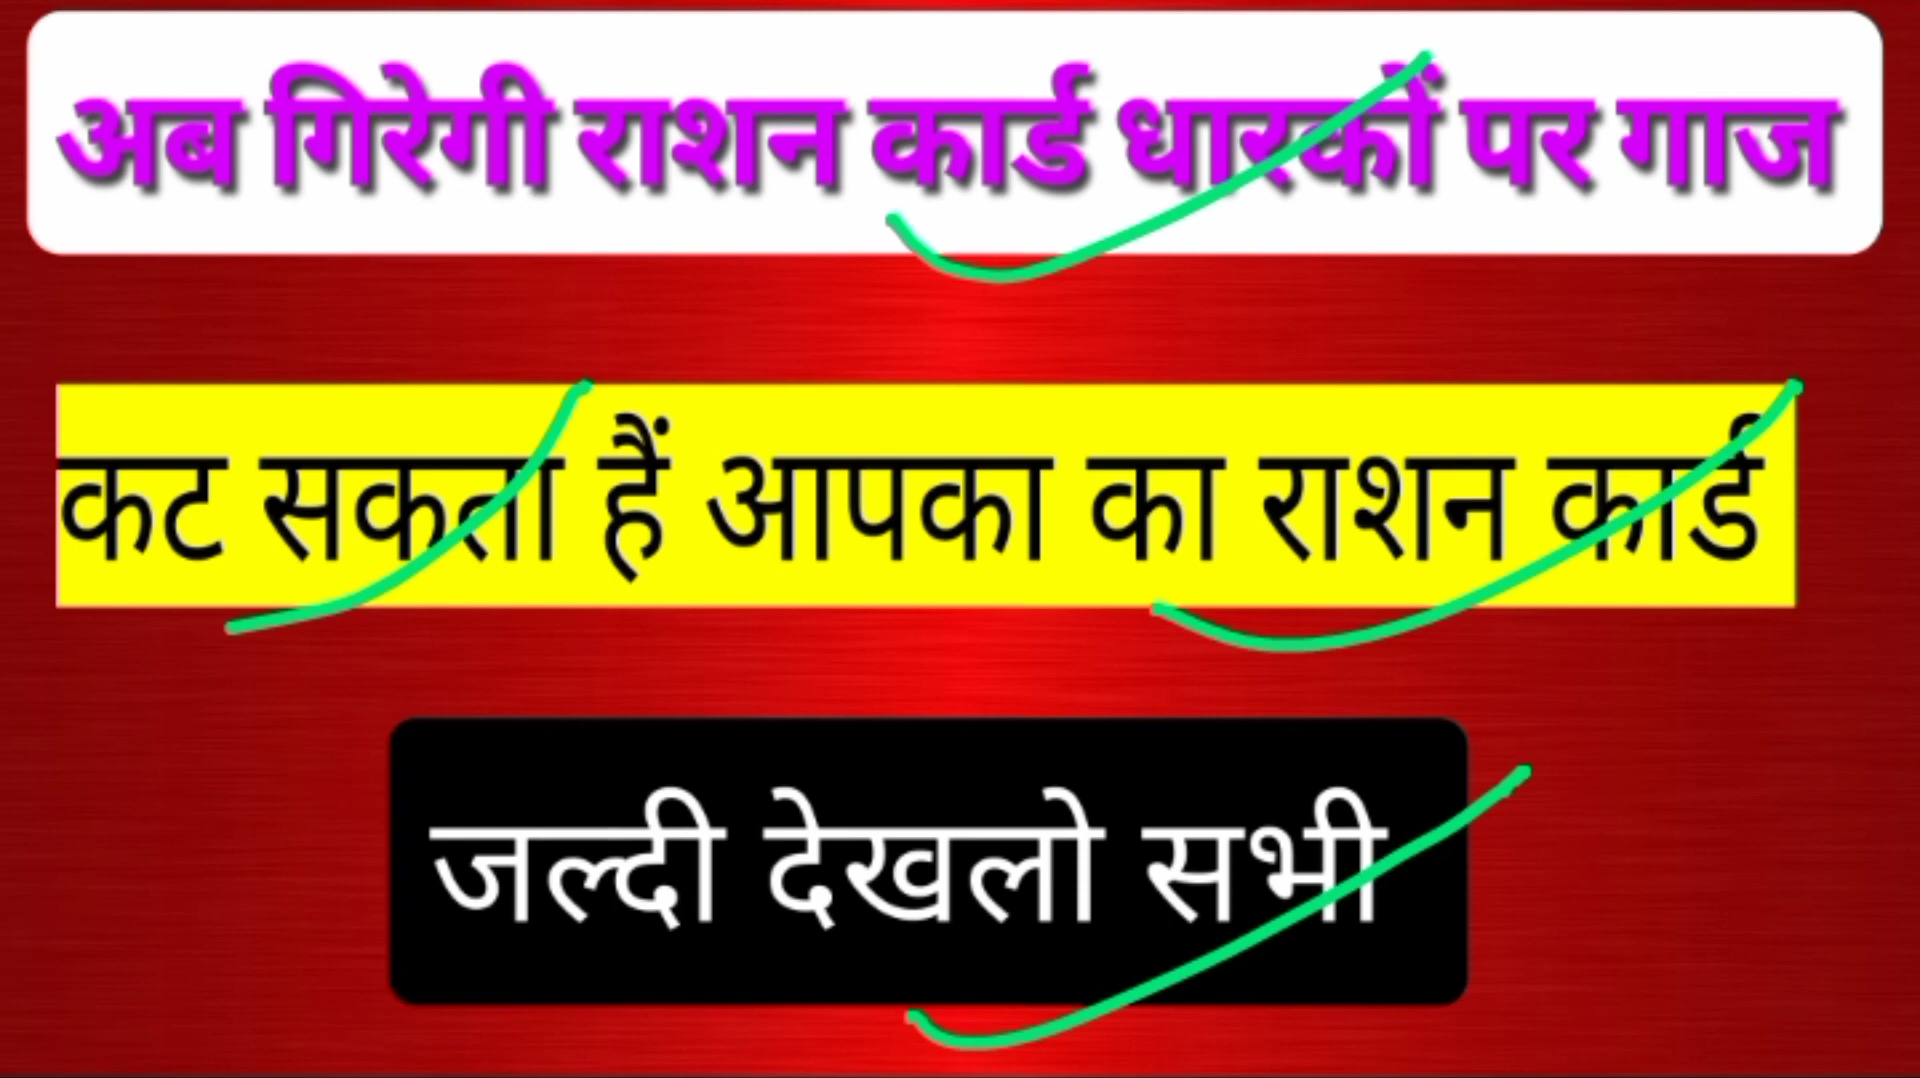 अब गिरेगी राशन कार्ड धारकों पर गाज
कट सकता हैं आपका का राशन कार्ड
जल्दी देखलो सभी